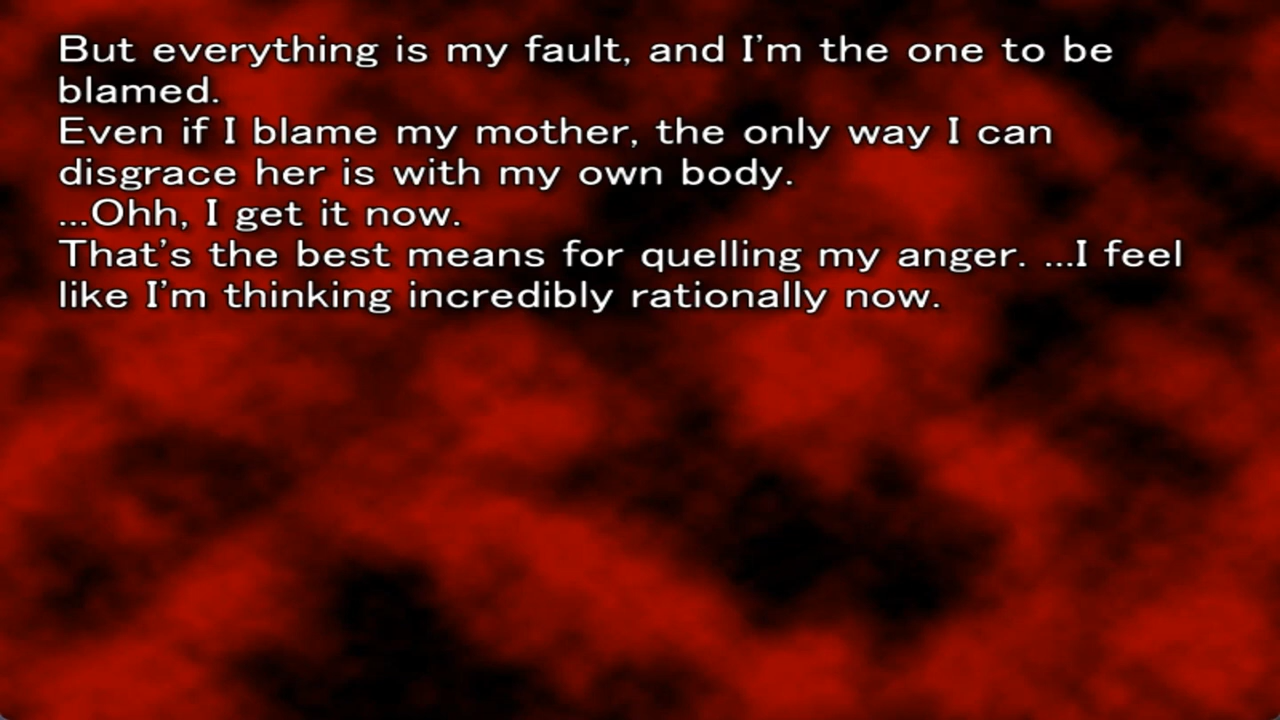 But everything is my fault, and I'm the one to be
blamed.
Even if I blame my mother, the only way I can
disgrace her is with my own body.
...Ohh, I get it now.
That's the best means for quelling my anger. ...I feel
like I'm thinking incredibly rationally now.